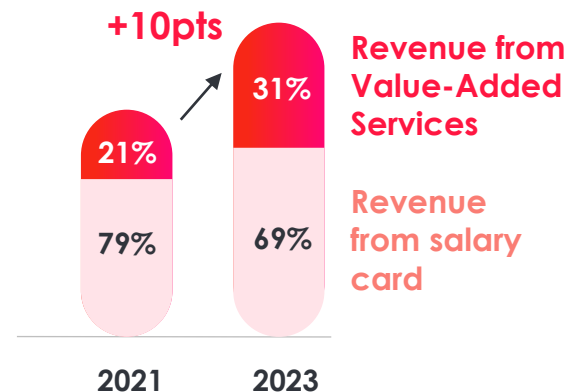 +10pts
31%
Revenue from
Value-Added
Services
21%
79%
69%
Revenue
from salary
card
2021
2023